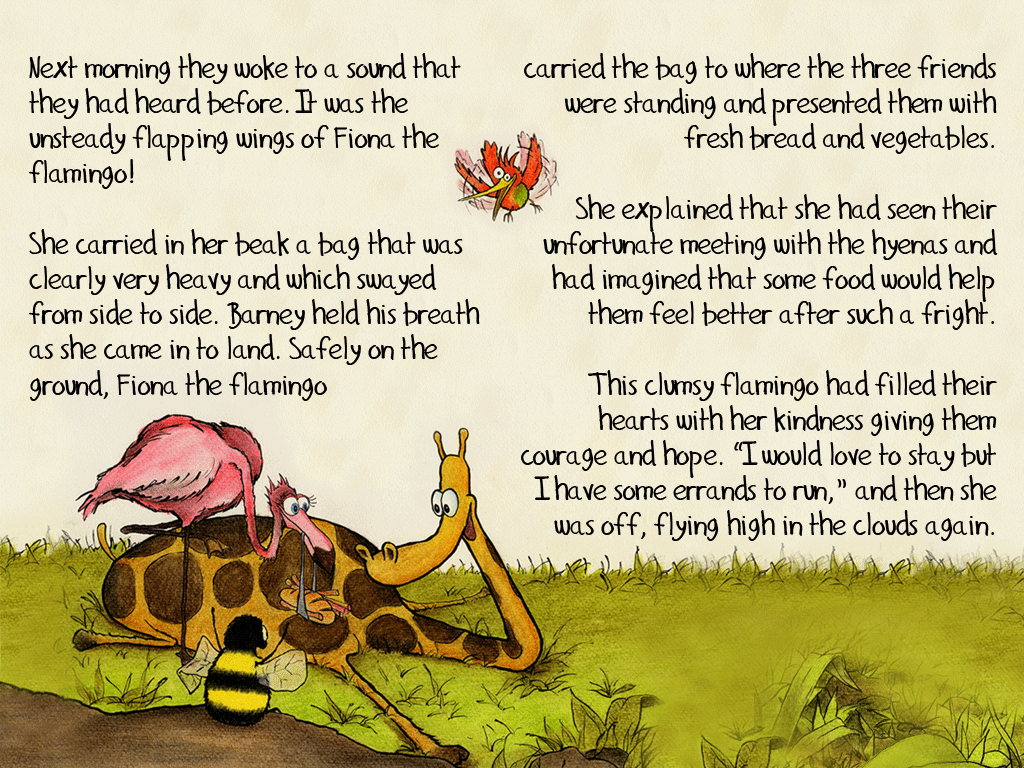 Next morning they woke to a sound that
they had heard before. It was the
unsteady flapping wings of Fiona the
flamingo!
She carried in her beak a bag that was
clearly very heavy and which swayed
from side to side. Barney held his breath
as she came in to land. Safely on the
ground, Fiona the flamingo
carried the bag to where the three friends
were standing and presented them with
fresh bread and vegetables.
She explained that she had seen their
unfortunate meeting with the hyenas and
had imagined that some food would help
them feel better after such a fright.
This clumsy flamingo had filled their
hearts with her kindness giving them
courage and hope. “I would love to stay but
I have some errands to run,” and then she
was off, flying high in the clouds again.